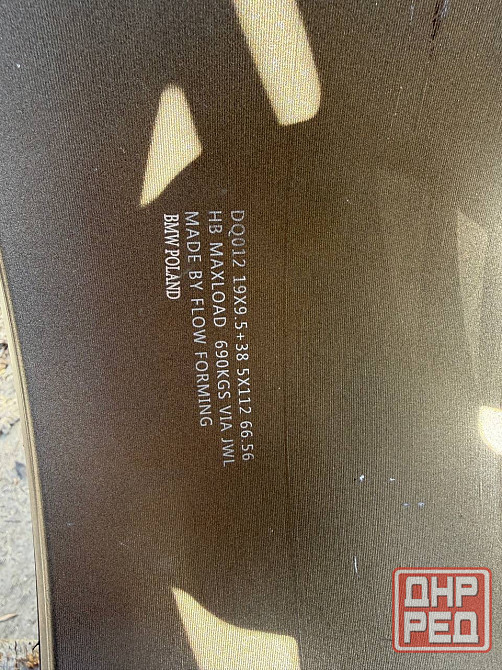 DQ012 19X9.5+38 5X112 66.56
HB MAXLOAD 690KGS VIA JWL
MADE BY FLOW FORMING
BMW POLAND
ДНР
РЕД